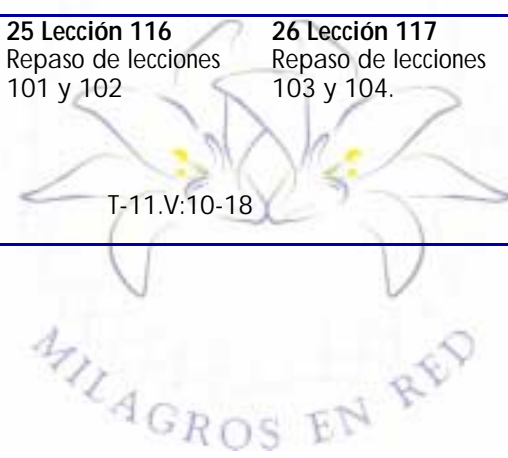 25 Lección 116
Repaso de lecciones
101 y 102
26 Lección 117
Repaso de lecciones
103 y 104.
T-11.V:10-18
MILAGROS EN RED